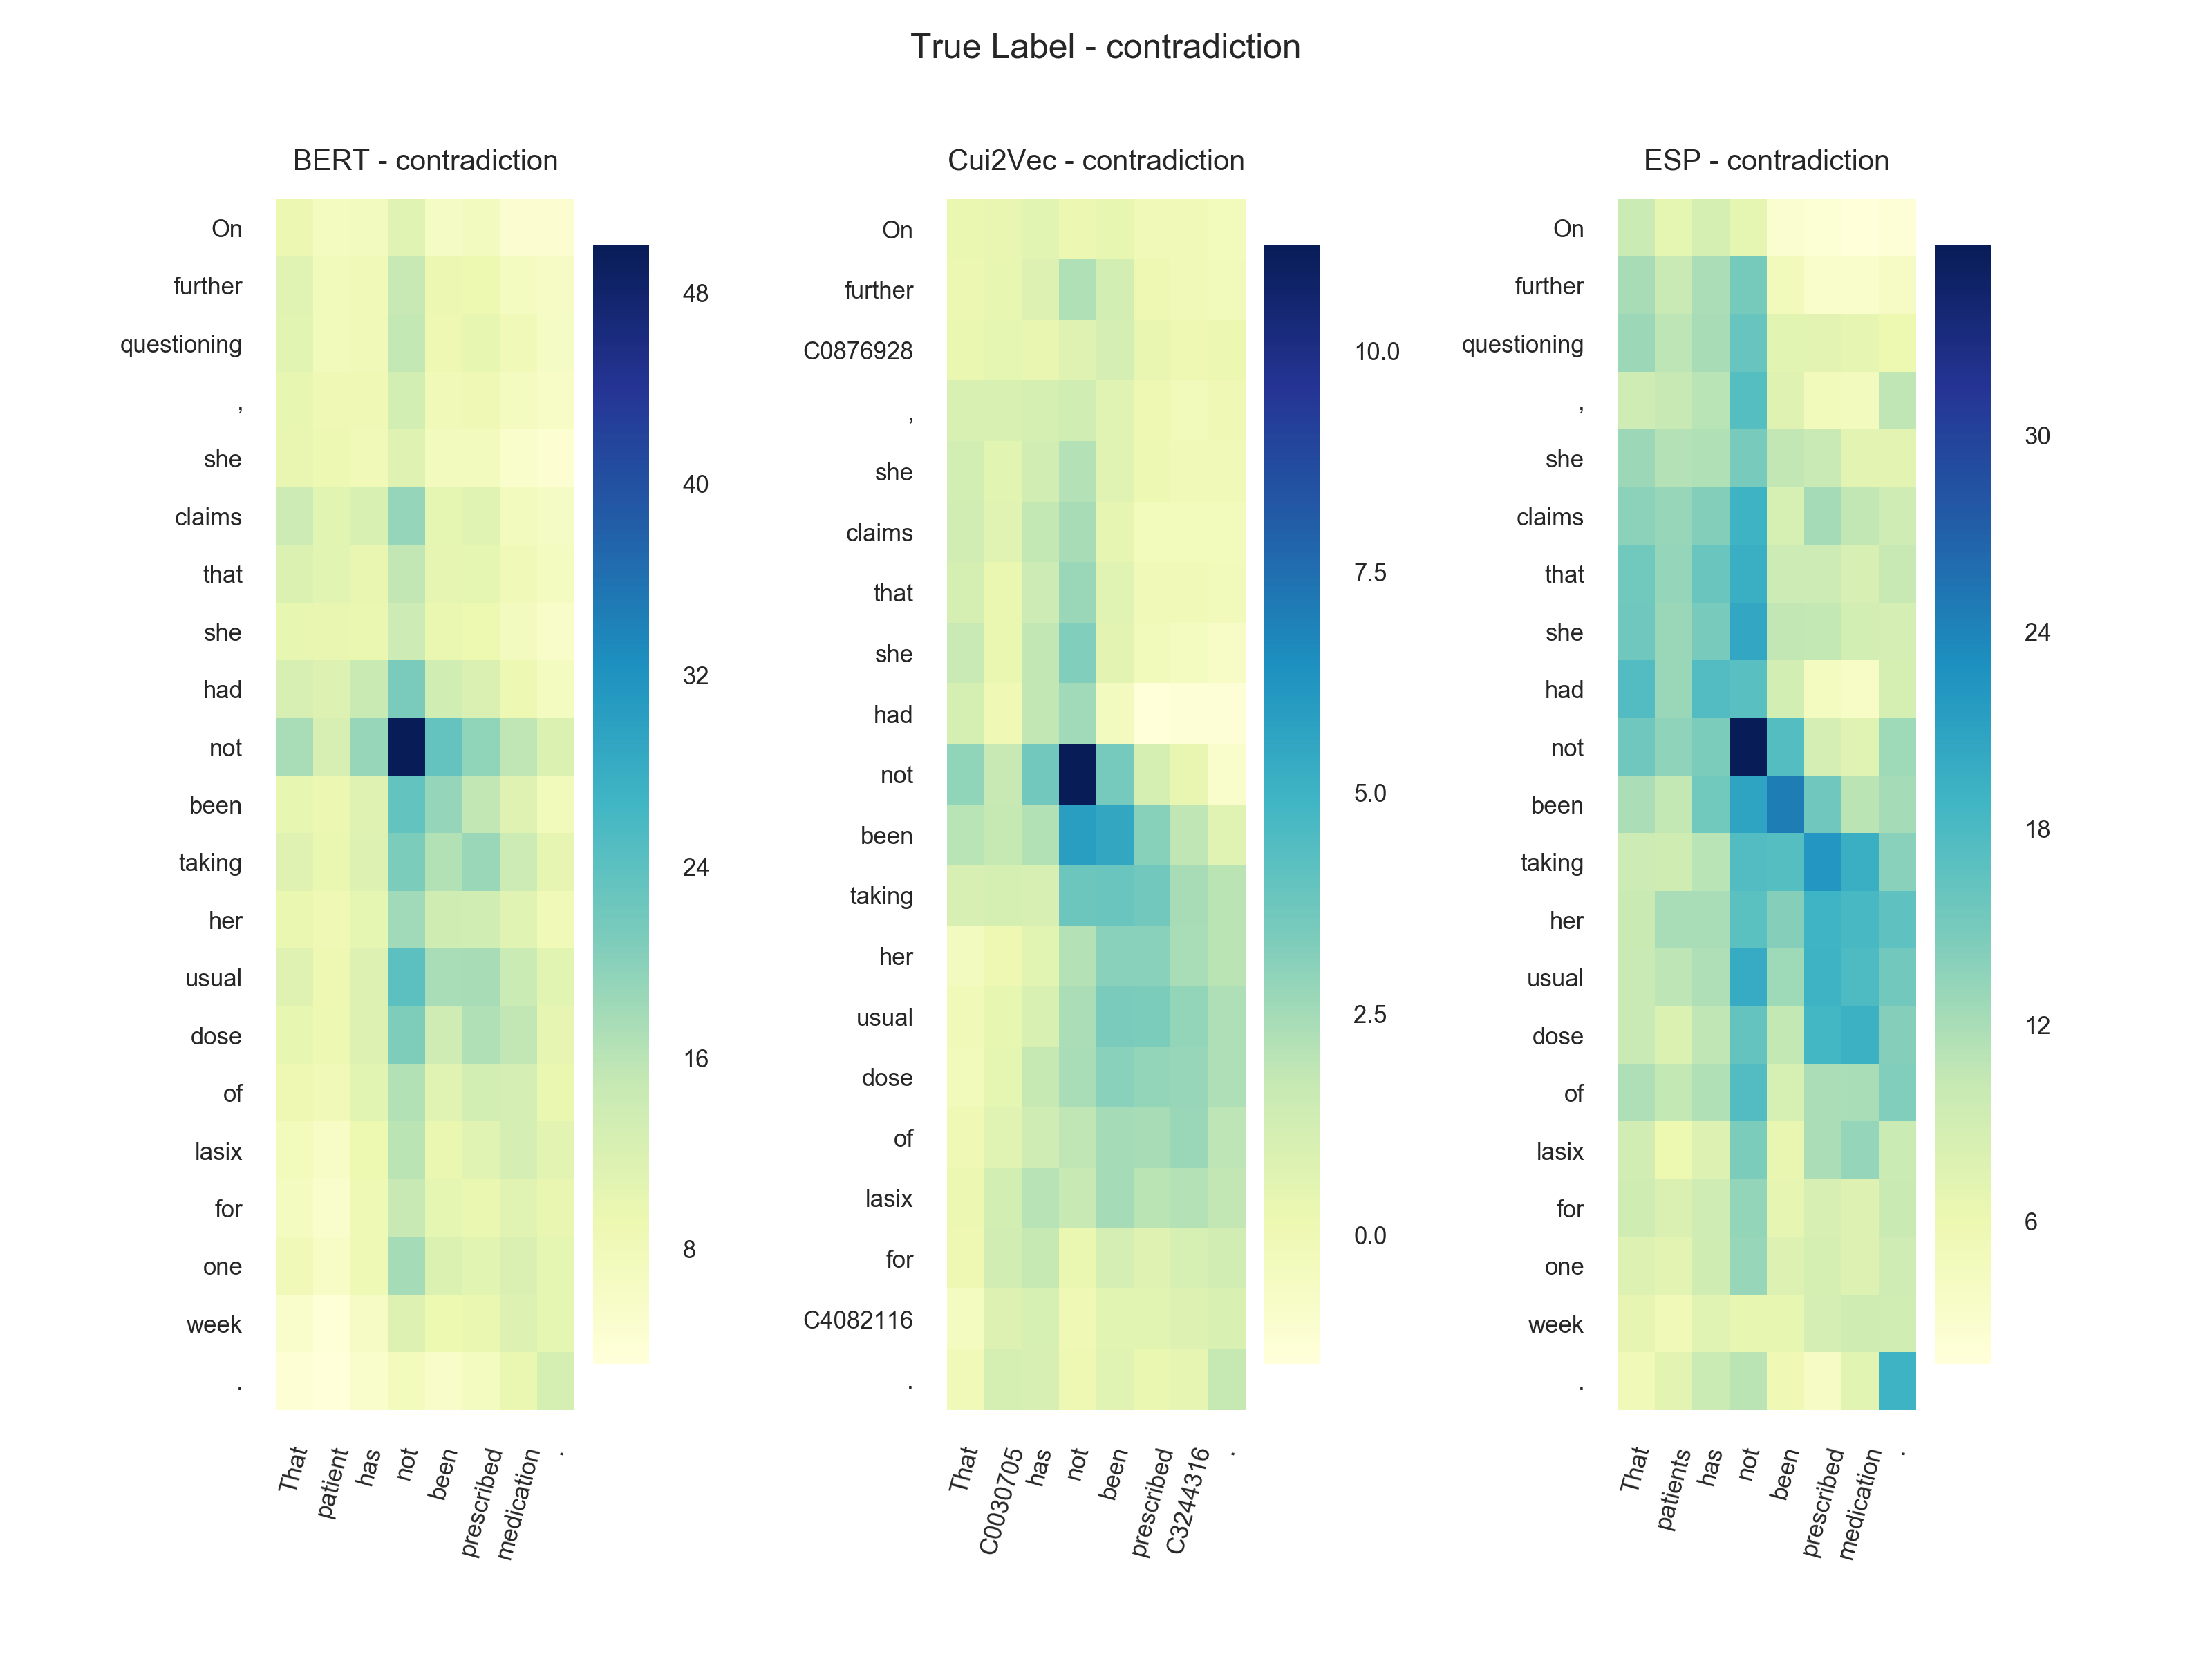 True Label - contradiction
BERT - contradiction
On
further
questioning
,
she
claims
that
she
had
not
been
taking
her
usual
dose
of
lasix
for
one
week
.
That
patient
has
not
been
prescribed
medication
.
48
40
32
24
16
8
Cui2Vec - contradiction
On
further
C0876928
,
she
claims
that
she
had
not
been
taking
her
usual
dose
of
lasix
for
C4082116
.
That
C0030705
has
not
been
prescribed
C3244316
.
10.0
7.5
5.0
2.5
0.0
ESP - contradiction
On
further
questioning
,
she
claims
that
she
had
not
been
taking
her
usual
dose
of
lasix
for
one
week
.
That
patients
has
not
been
prescribed
medication
.
30
24
18
12
6